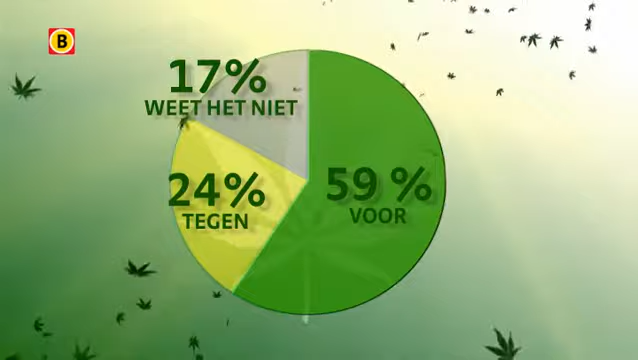 B
17%
WEET HET NIET
24%
TEGEN
59 %
VOOR